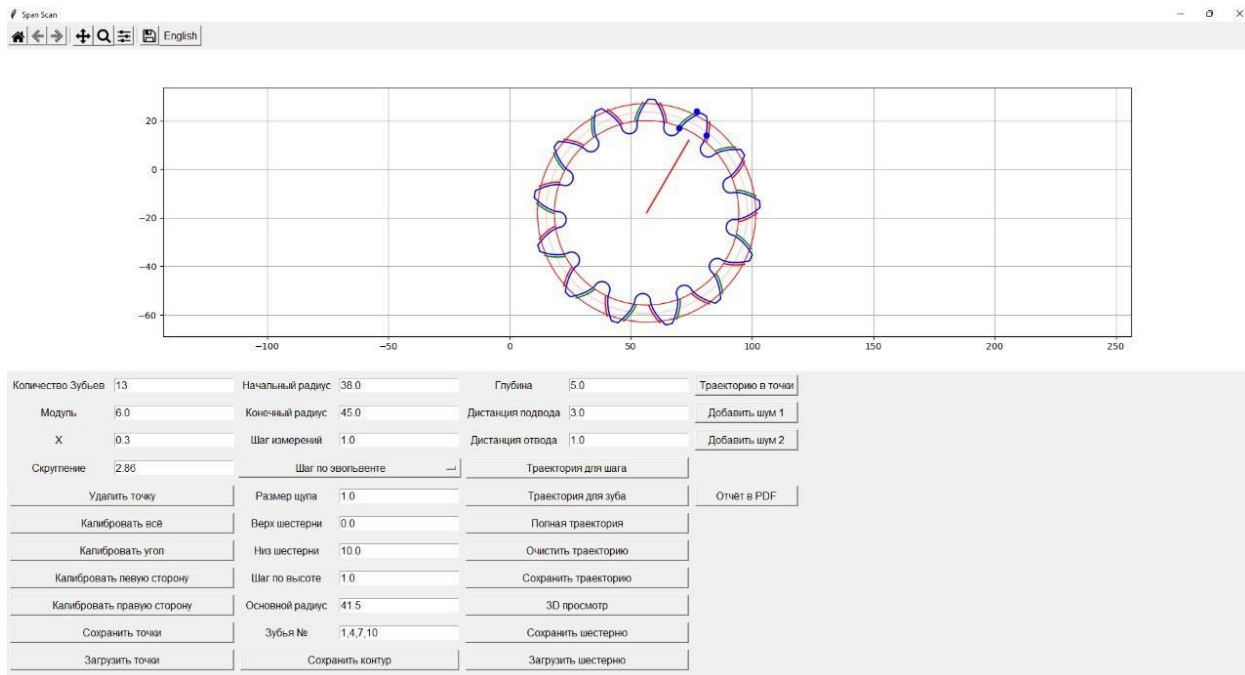 Span Scan
English
20
0
−20
−40
−60
−100 −50 0 50 100 150 200 250
Количество Зубьев 13 Начальный радиус 38.0 Глубина 5.0 Траекторию в точки
Модуль 6.0 Конечный радиус 45.0 Дистанция подвода 3.0 Добавить шум 1
X 0.3 Шаг измерений 1.0 Дистанция отвода 1.0 Добавить шум 2
Скругление 2.86 Шаг по эвольвенте Траектория для шага
Удалить точку Размер щупа 1.0 Траектория для зуба Отчёт в PDF
Калибровать всё Верх шестерни 0.0 Полная траектория
Калибровать угол Низ шестерни 10.0 Очистить траекторию
Калибровать левую сторону Шаг по высоте 1.0 Сохранить траекторию
Калибровать правую сторону Основной радиус 41.5 3D просмотр
Сохранить точки Зубья № 1,4,7,10 Сохранить шестерню
Загрузить точки Сохранить контур Загрузить шестерню